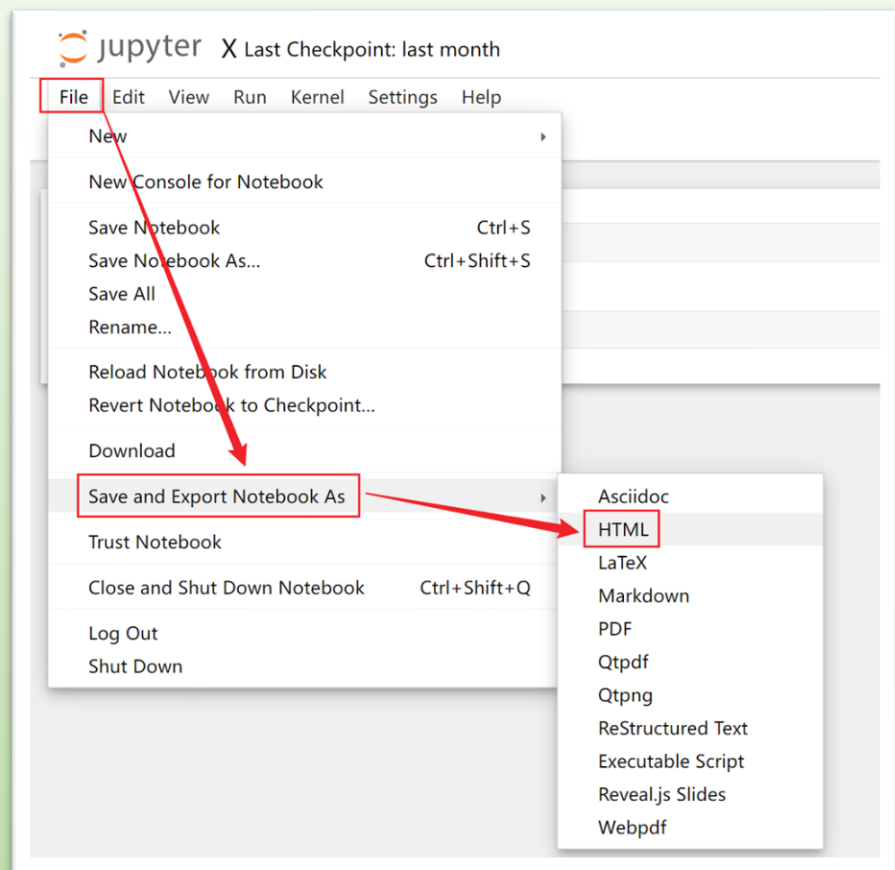 jupyter X Last Checkpoint: last month
File Edit View Run Kernel Settings Help
New
New Console for Notebook
Save Notebook Ctrl+S
Save Notebook As... Ctrl+Shift+S
Save All
Rename...
Reload Notebook from Disk
Revert Notebook to Checkpoint...
Download
Save and Export Notebook As
Trust Notebook
Close and Shut Down Notebook Ctrl+Shift+Q
Log Out
Shut Down
Asciidoc
HTML
LaTeX
Markdown
PDF
Qtpdf
Qtpng
ReStructured Text
Executable Script
Reveal.js Slides
Webpdf